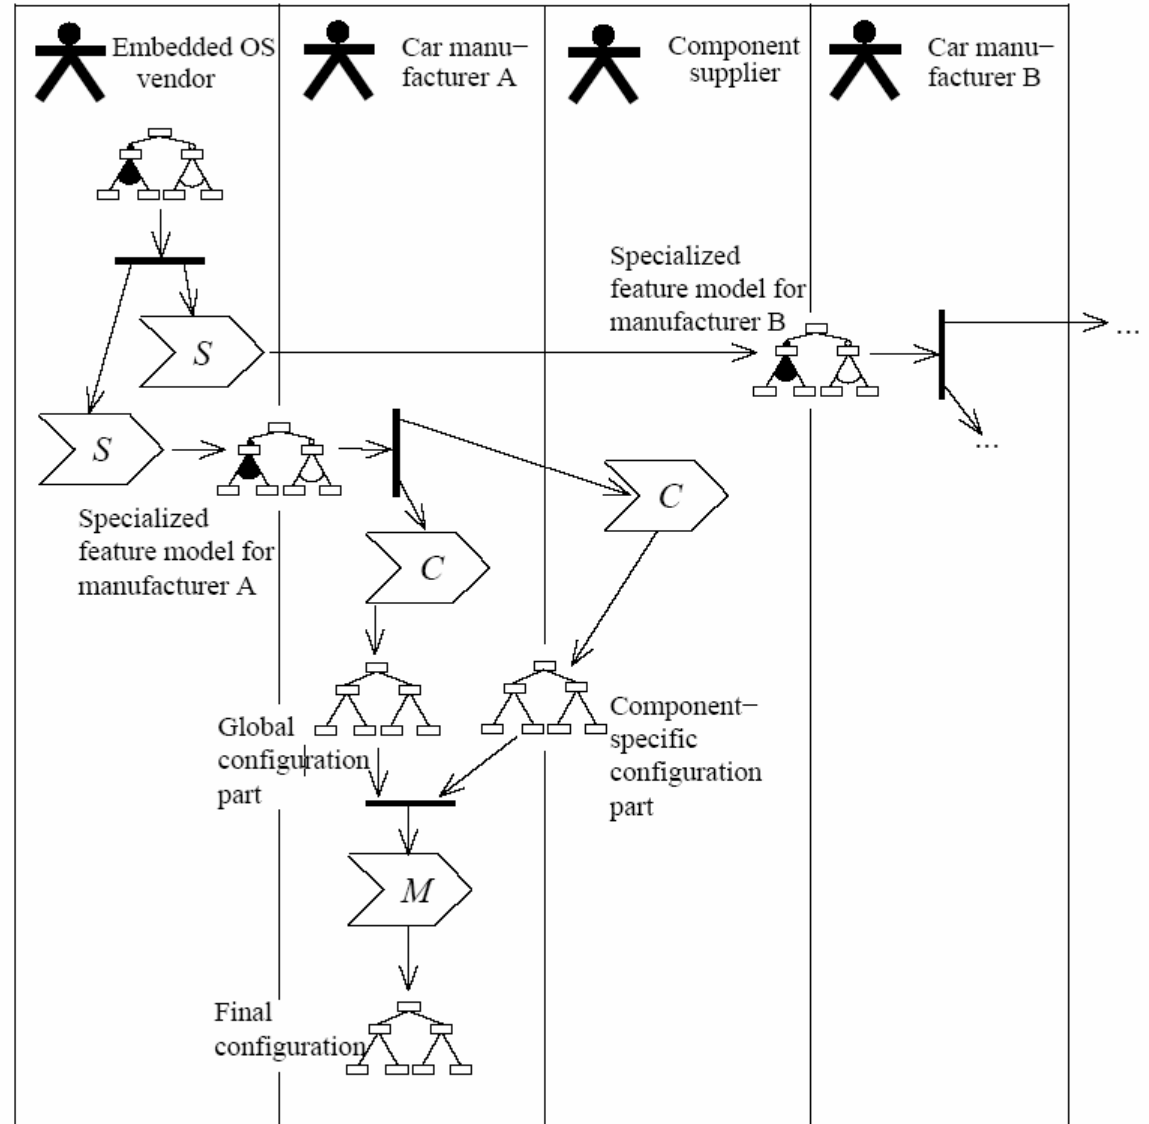 Embedded OS
vendor
Car manu−
facturer A
Component
supplier
Car manu−
facturer B
Specialized
feature model for
manufacturer B
...
S
...
S
C
Specialized
feature model for
manufacturer A
C
Global
configuration
part
Component−
specific
configuration
part
M
Final
configuration